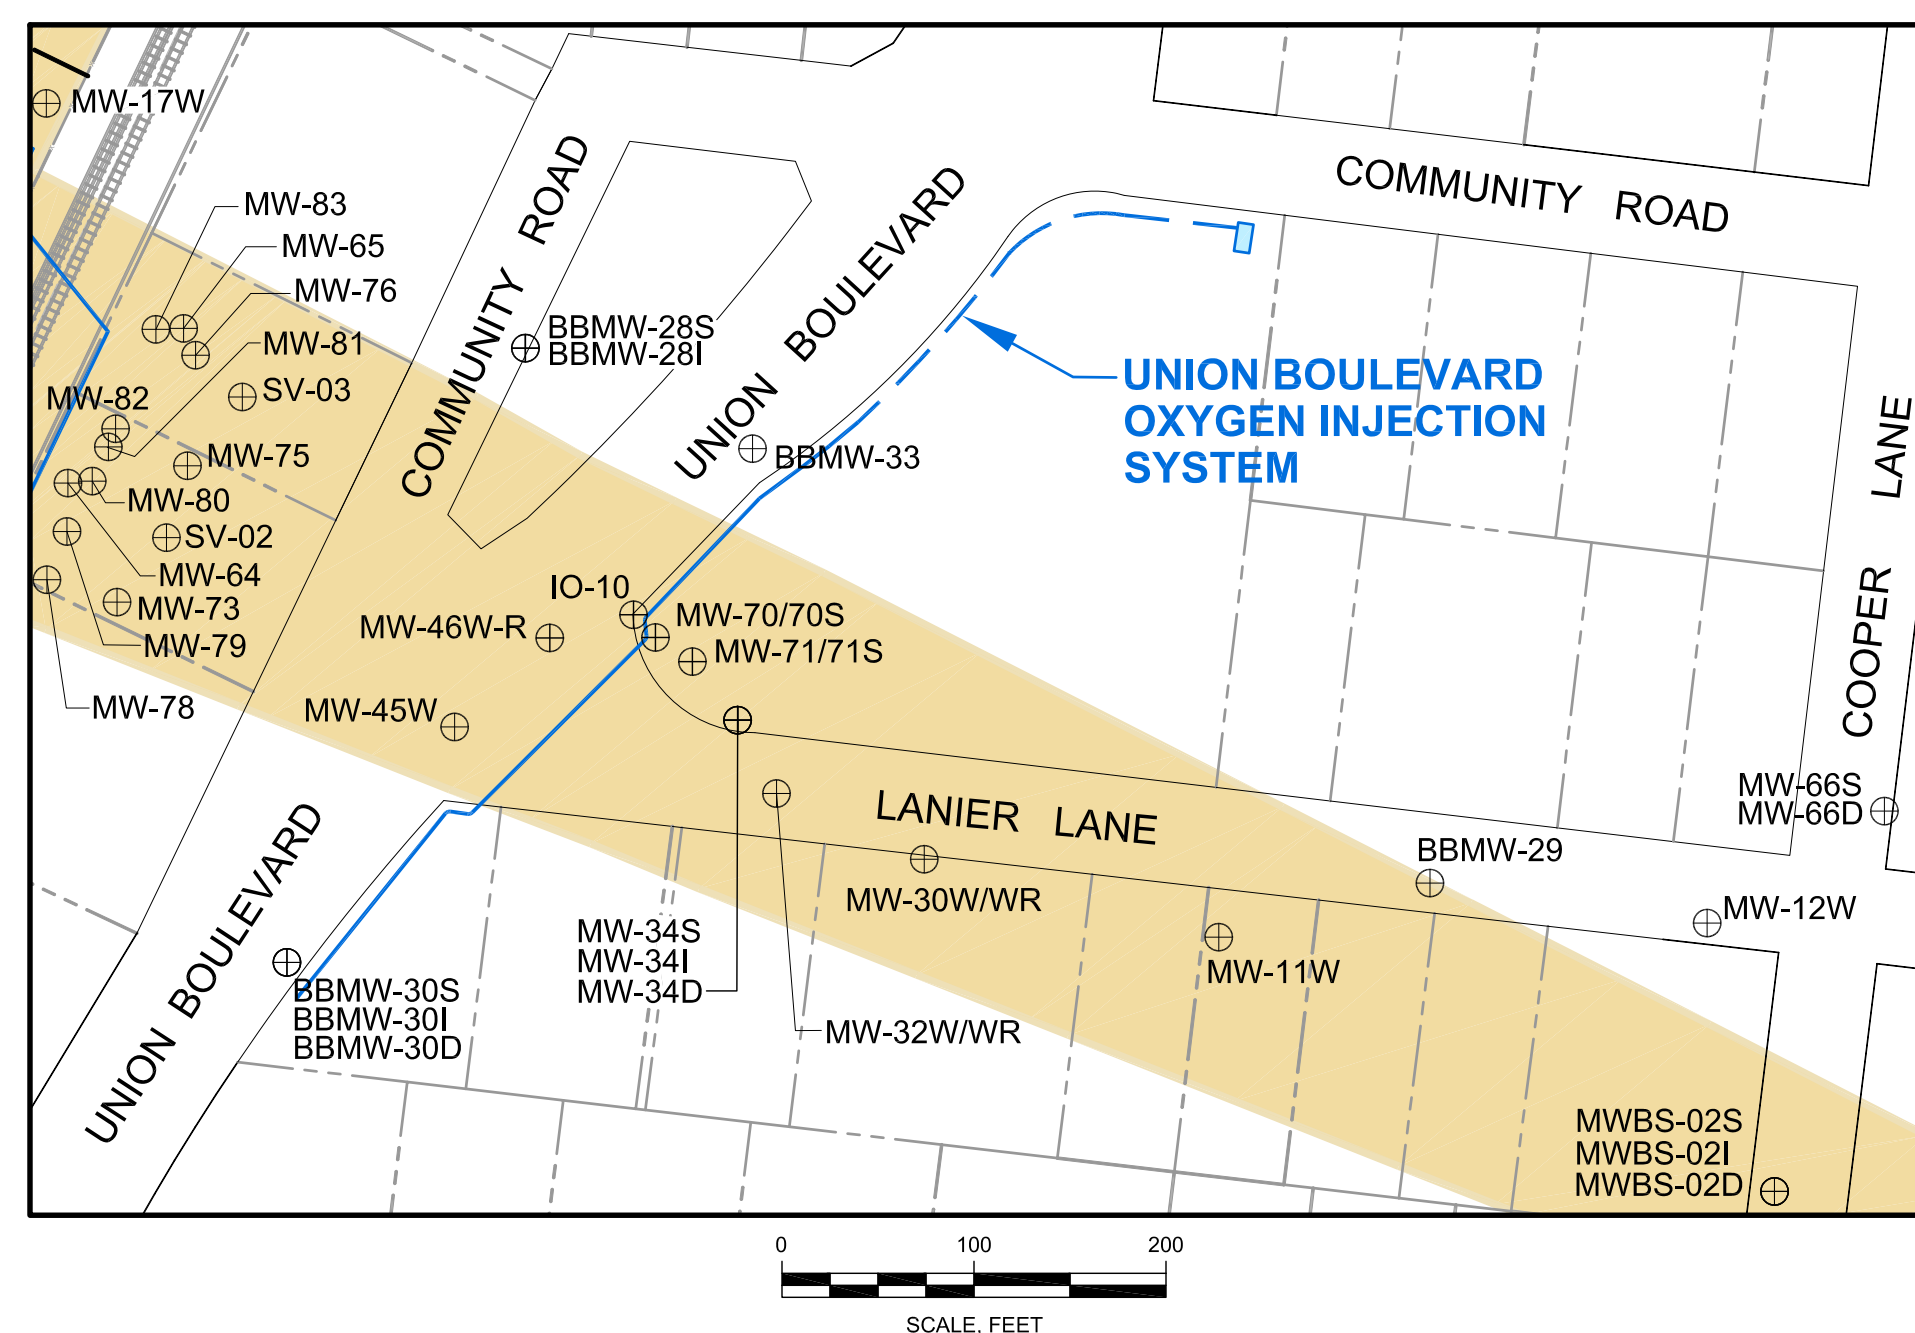 MW-17W
COMMUNITY ROAD
MW-83
MW-65
MW-76
MW-81
SV-03
MW-82
MW-75
MW-80
SV-02
MW-64
MW-73
MW-79
MW-78
COMMUNITY ROAD
BBMW-28S
BBMW-28I
UNION BOULEVARD
UNION BOULEVARD
OXYGEN INJECTION
SYSTEM
BBMW-33
COOPER LANE
IO-10
MW-46W-R
MW-70/70S
MW-71/71S
MW-45W
LANIER LANE
MW-66S
MW-66D
BBMW-29
MW-12W
MW-30W/WR
MW-11W
MW-34S
MW-34I
MW-34D
MW-32W/WR
UNION BOULEVARD
BBMW-30S
BBMW-30I
BBMW-30D
MWBS-02S
MWBS-02I
MWBS-02D
0 100 200
SCALE, FEET